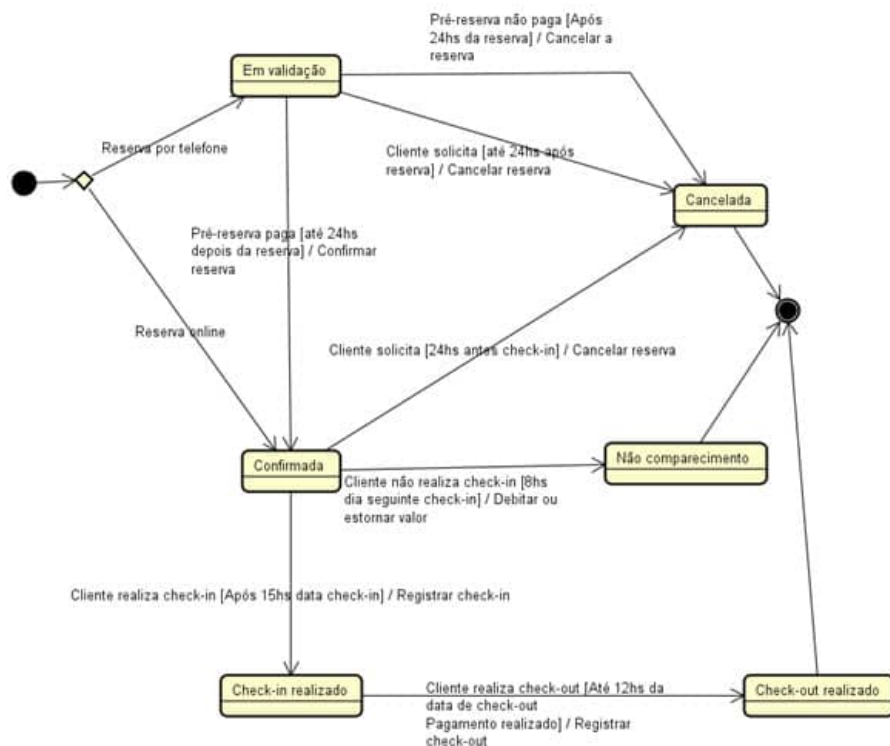 Pré-reserva não paga [Após
24hs da reserva] / Cancelar a
reserva
Em validação
Reserva por telefone
Cliente solicita [até 24hs após
reserva] / Cancelar reserva
Cancelada
Pré-reserva paga [até 24hs
depois da reserva] / Confirmar
reserva
Reserva online
Cliente solicita [24hs antes check-in] / Cancelar reserva
Confirmada
Não comparecimento
Cliente não realiza check-in [8hs
dia seguinte check-in] / Debitar ou
estornar valor
Cliente realiza check-in [Após 15hs data check-in] / Registrar check-in
Check-in realizado
Cliente realiza check-out [Até 12hs da
data de check-out
Pagamento realizado] / Registrar
check-out
Check-out realizado